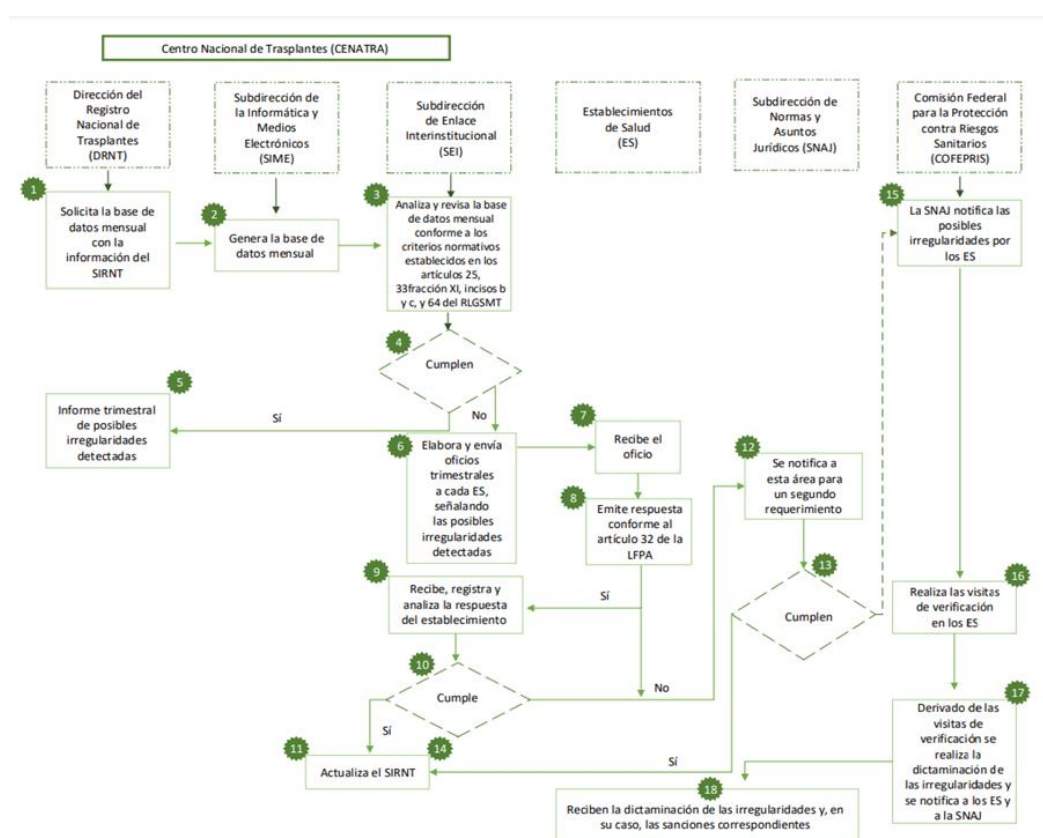 Centro Nacional de Trasplantes (CENATRA)
Dirección del
Registro
Nacional de
Trasplantes
(DRNT)
Subdirección de
la Informática y
Medios
Electrónicos (SIME)
Subdirección
de Enlace
Interinstitucional
(SEI)
Establecimientos
de Salud
(ES)
Subdirección de
Normas y
Asuntos
Jurídicos (SNAJ)
Comisión Federal
para la Protección
contra Riesgos
Sanitarios
(COFEPRIS)
1
Solicita la base de
datos mensual
con la
información del
SIRNT
2
Genera la base de
datos mensual
3
Analiza y revisa la base
de datos mensual
conforme a los
criterios normativos
establecidos en los
artículos 25,
33fracción XI, incisos b
y c, y 64 del RLGSMT
4
Cumplen
Sí
No
5
Informe trimestral
de posibles
irregularidades
detectadas
6
Elabora y envía
oficios
trimestrales
a cada ES,
señalando
las posibles
irregularidades
detectadas
7
Recibe el
oficio
8
Emite respuesta
conforme al
artículo 32 de la
LFPA
Sí
No
9
Recibe, registra y
analiza la respuesta
del establecimiento
10
Cumple
Sí
11
14
Actualiza el SIRNT
12
Se notifica a
esta área para
un segundo
requerimiento
13
Cumplen
Sí
15
La SNAJ notifica las
posibles
irregularidades por
los ES
16
Realiza las visitas
de verificación
en los ES
17
Derivado de las
visitas de
verificación se
realiza la
dictaminación de
las irregularidades y
se notifica a los ES y
a la SNAJ
18
Reciben la dictaminación de las irregularidades y, en
su caso, las sanciones correspondientes